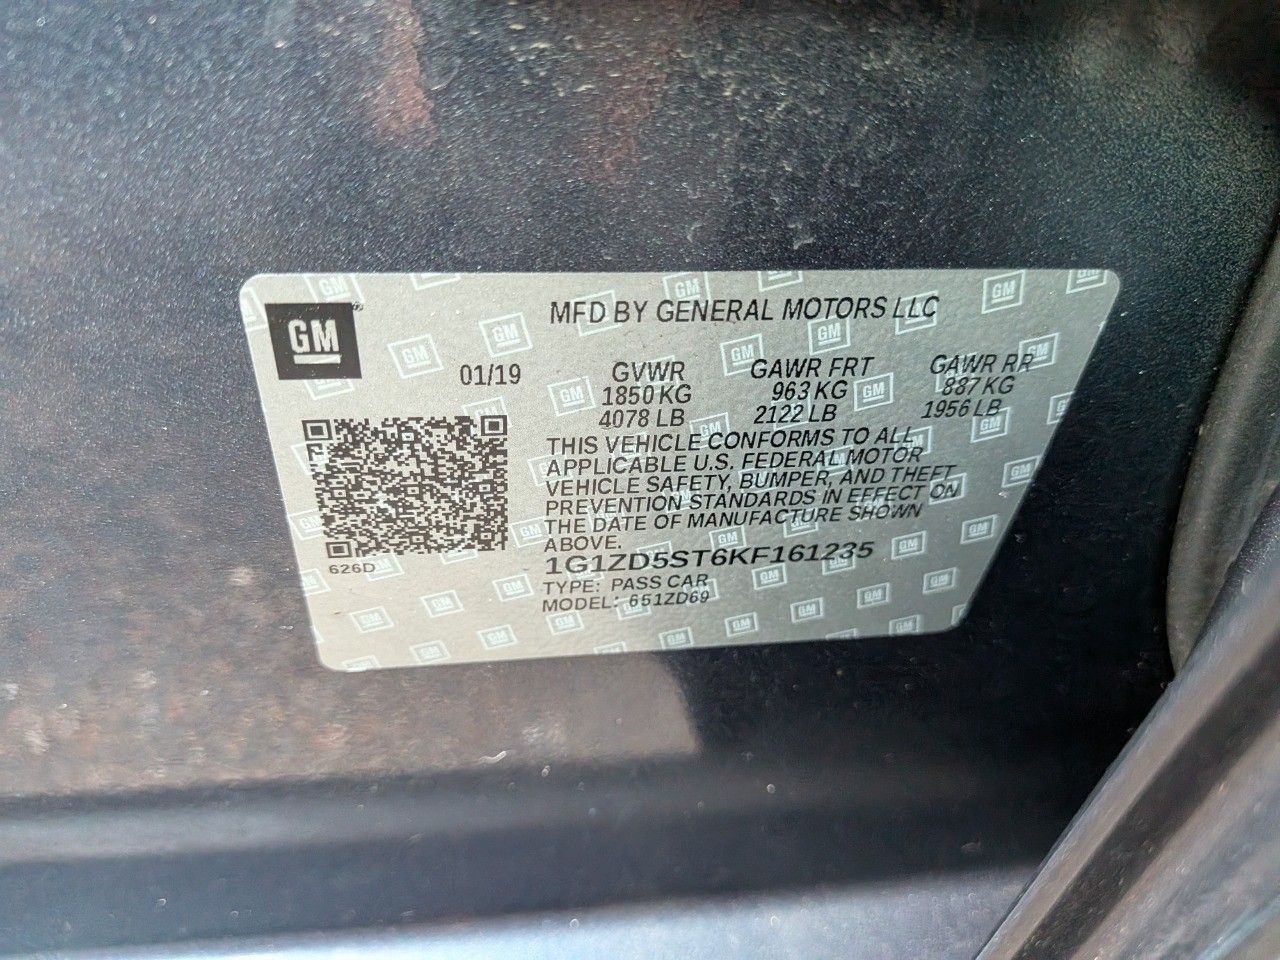 GM
MFD BY GENERAL MOTORS LLC
01/19 GVWR GAWR FRT GAWR RR
1850 KG 963 KG 887 KG
4078 LB 2122 LB 1956 LB
THIS VEHICLE CONFORMS TO ALL
APPLICABLE U.S. FEDERAL MOTOR
VEHICLE SAFETY, BUMPER, AND THEFT
PREVENTION STANDARDS IN EFFECT ON
THE DATE OF MANUFACTURE SHOWN
ABOVE.
1G1ZD5ST6KF161235
626D
TYPE: PASS CAR
MODEL: 651ZD69